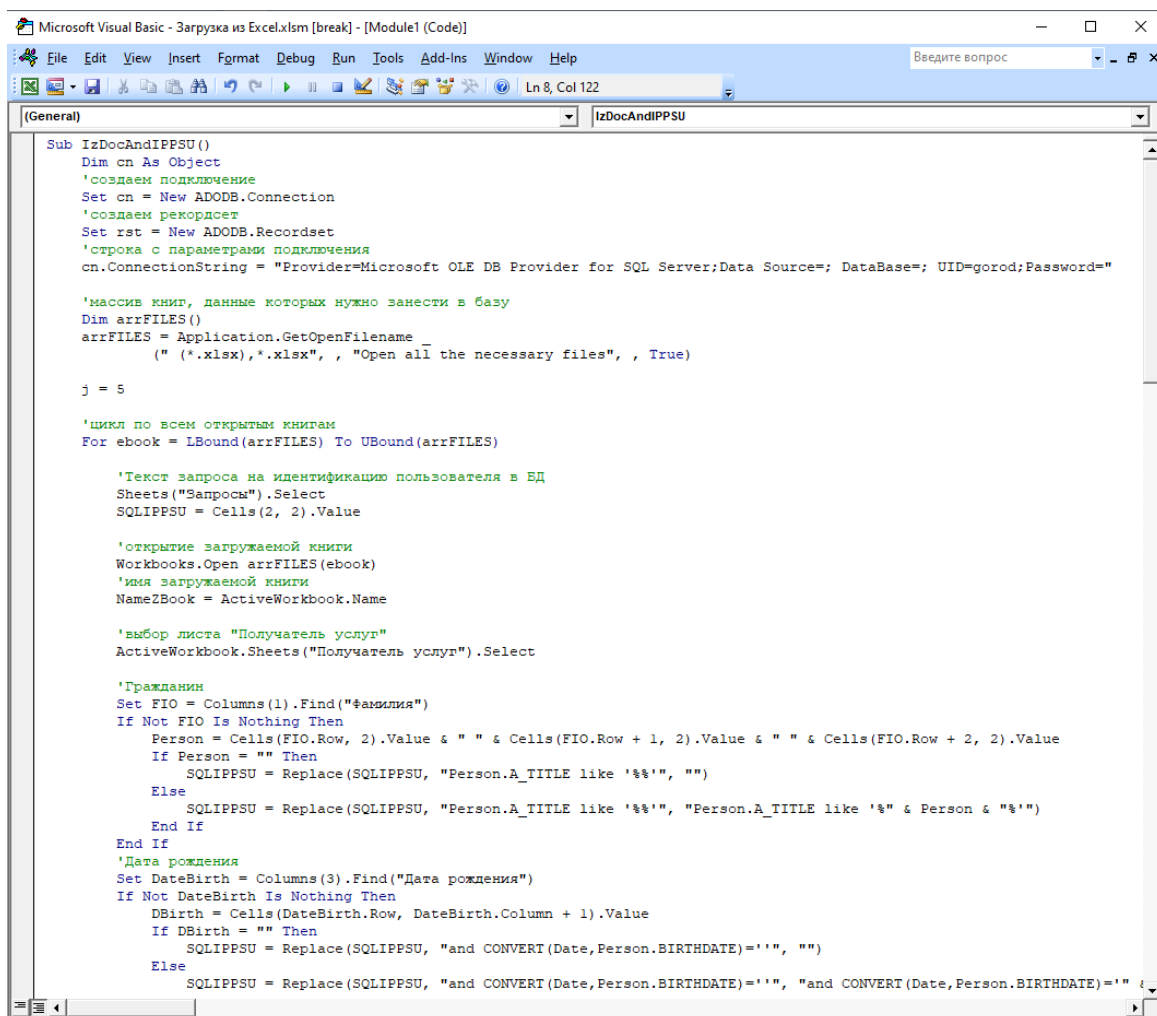 Microsoft Visual Basic - Загрузка из Excel.xlsm [break] - [Module1 (Code)]
File Edit View Insert Format Debug Run Tools Add-Ins Window Help
Введите вопрос
Ln 8, Col 122
(General)
IzDocAndIPPSU
Sub IzDocAndIPPSU()
    Dim cn As Object
    'создаем подключение
    Set cn = New ADODB.Connection
    'создаем рекордсет
    Set rst = New ADODB.Recordset
    'строка с параметрами подключения
    cn.ConnectionString = "Provider=Microsoft OLE DB Provider for SQL Server;Data Source=; DataBase=; UID=gorod;Password="
    'массив книг, данные которых нужно занести в базу
    Dim arrFILES()
    arrFILES = Application.GetOpenFilename _
            (" (*.xlsx),*.xlsx", , "Open all the necessary files", , True)
    j = 5
    'цикл по всем открытым книгам
    For ebook = LBound(arrFILES) To UBound(arrFILES)
        'Текст запроса на идентификацию пользователя в БД
        Sheets("Запросы").Select
        SQLIPPSU = Cells(2, 2).Value
        'открытие загружаемой книги
        Workbooks.Open arrFILES(ebook)
        'имя загружаемой книги
        NameZBook = ActiveWorkbook.Name
        'выбор листа "Получатель услуг"
        ActiveWorkbook.Sheets("Получатель услуг").Select
        'Гражданин
        Set FIO = Columns(1).Find("Фамилия")
        If Not FIO Is Nothing Then
            Person = Cells(FIO.Row, 2).Value & " " & Cells(FIO.Row + 1, 2).Value & " " & Cells(FIO.Row + 2, 2).Value
            If Person = "" Then
                SQLIPPSU = Replace(SQLIPPSU, "Person.A_TITLE like '%%'", "")
            Else
                SQLIPPSU = Replace(SQLIPPSU, "Person.A_TITLE like '%%'", "Person.A_TITLE like '%" & Person & "%'")
            End If
        End If
        'Дата рождения
        Set DateBirth = Columns(3).Find("Дата рождения")
        If Not DateBirth Is Nothing Then
            DBirth = Cells(DateBirth.Row, DateBirth.Column + 1).Value
            If DBirth = "" Then
                SQLIPPSU = Replace(SQLIPPSU, "and CONVERT(Date,Person.BIRTHDATE)=''", "")
            Else
                SQLIPPSU = Replace(SQLIPPSU, "and CONVERT(Date,Person.BIRTHDATE)=''", "and CONVERT(Date,Person.BIRTHDATE)='" &